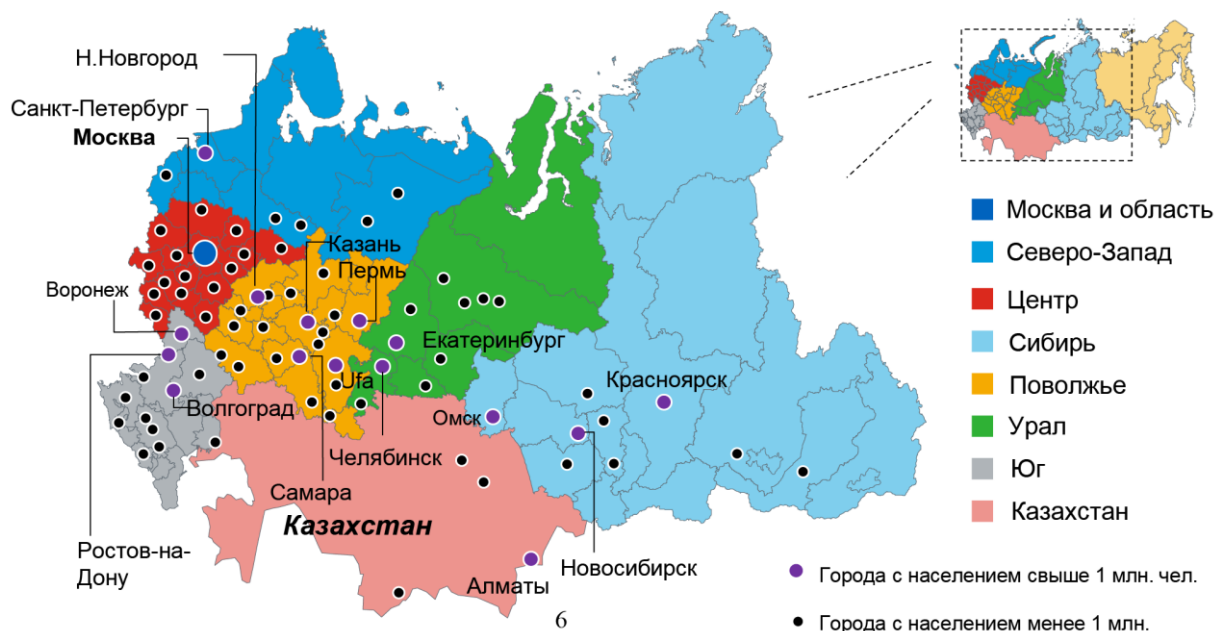 Н.Новгород
Санкт-Петербург
Москва
Казань
Пермь
Воронеж
Екатеринбург
Ufa
Волгоград
Красноярск
Омск
Челябинск
Самара
Казахстан
Ростов-на-
Дону
Новосибирск
Алматы
6
Москва и область
Северо-Запад
Центр
Сибирь
Поволжье
Урал
Юг
Казахстан
Города с населением свыше 1 млн. чел.
Города с населением менее 1 млн.